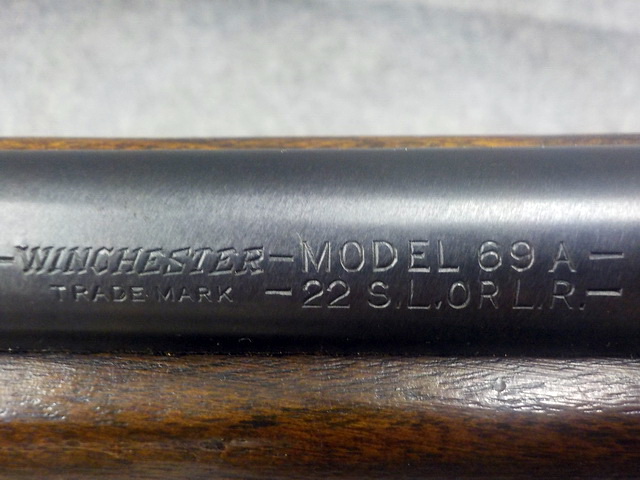 -WINCHESTER-MODEL 69 A-
TRADE MARK -22 S.L.OR L.R.-